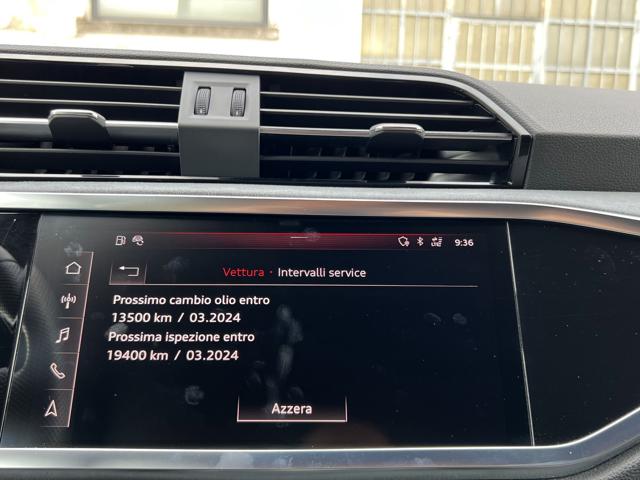 9:36
Vettura · Intervalli service
Prossimo cambio olio entro
13500 km / 03.2024
Prossima ispezione entro
19400 km / 03.2024
Azzera